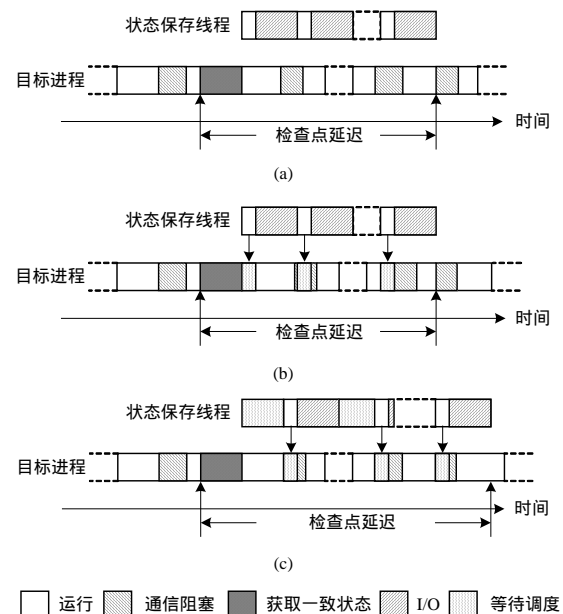 状态保存线程
目标进程
时间
检查点延迟
(a)
状态保存线程
目标进程
时间
检查点延迟
(b)
状态保存线程
目标进程
时间
检查点延迟
(c)
运行 通信阻塞 获取一致状态 I/O 等待调度